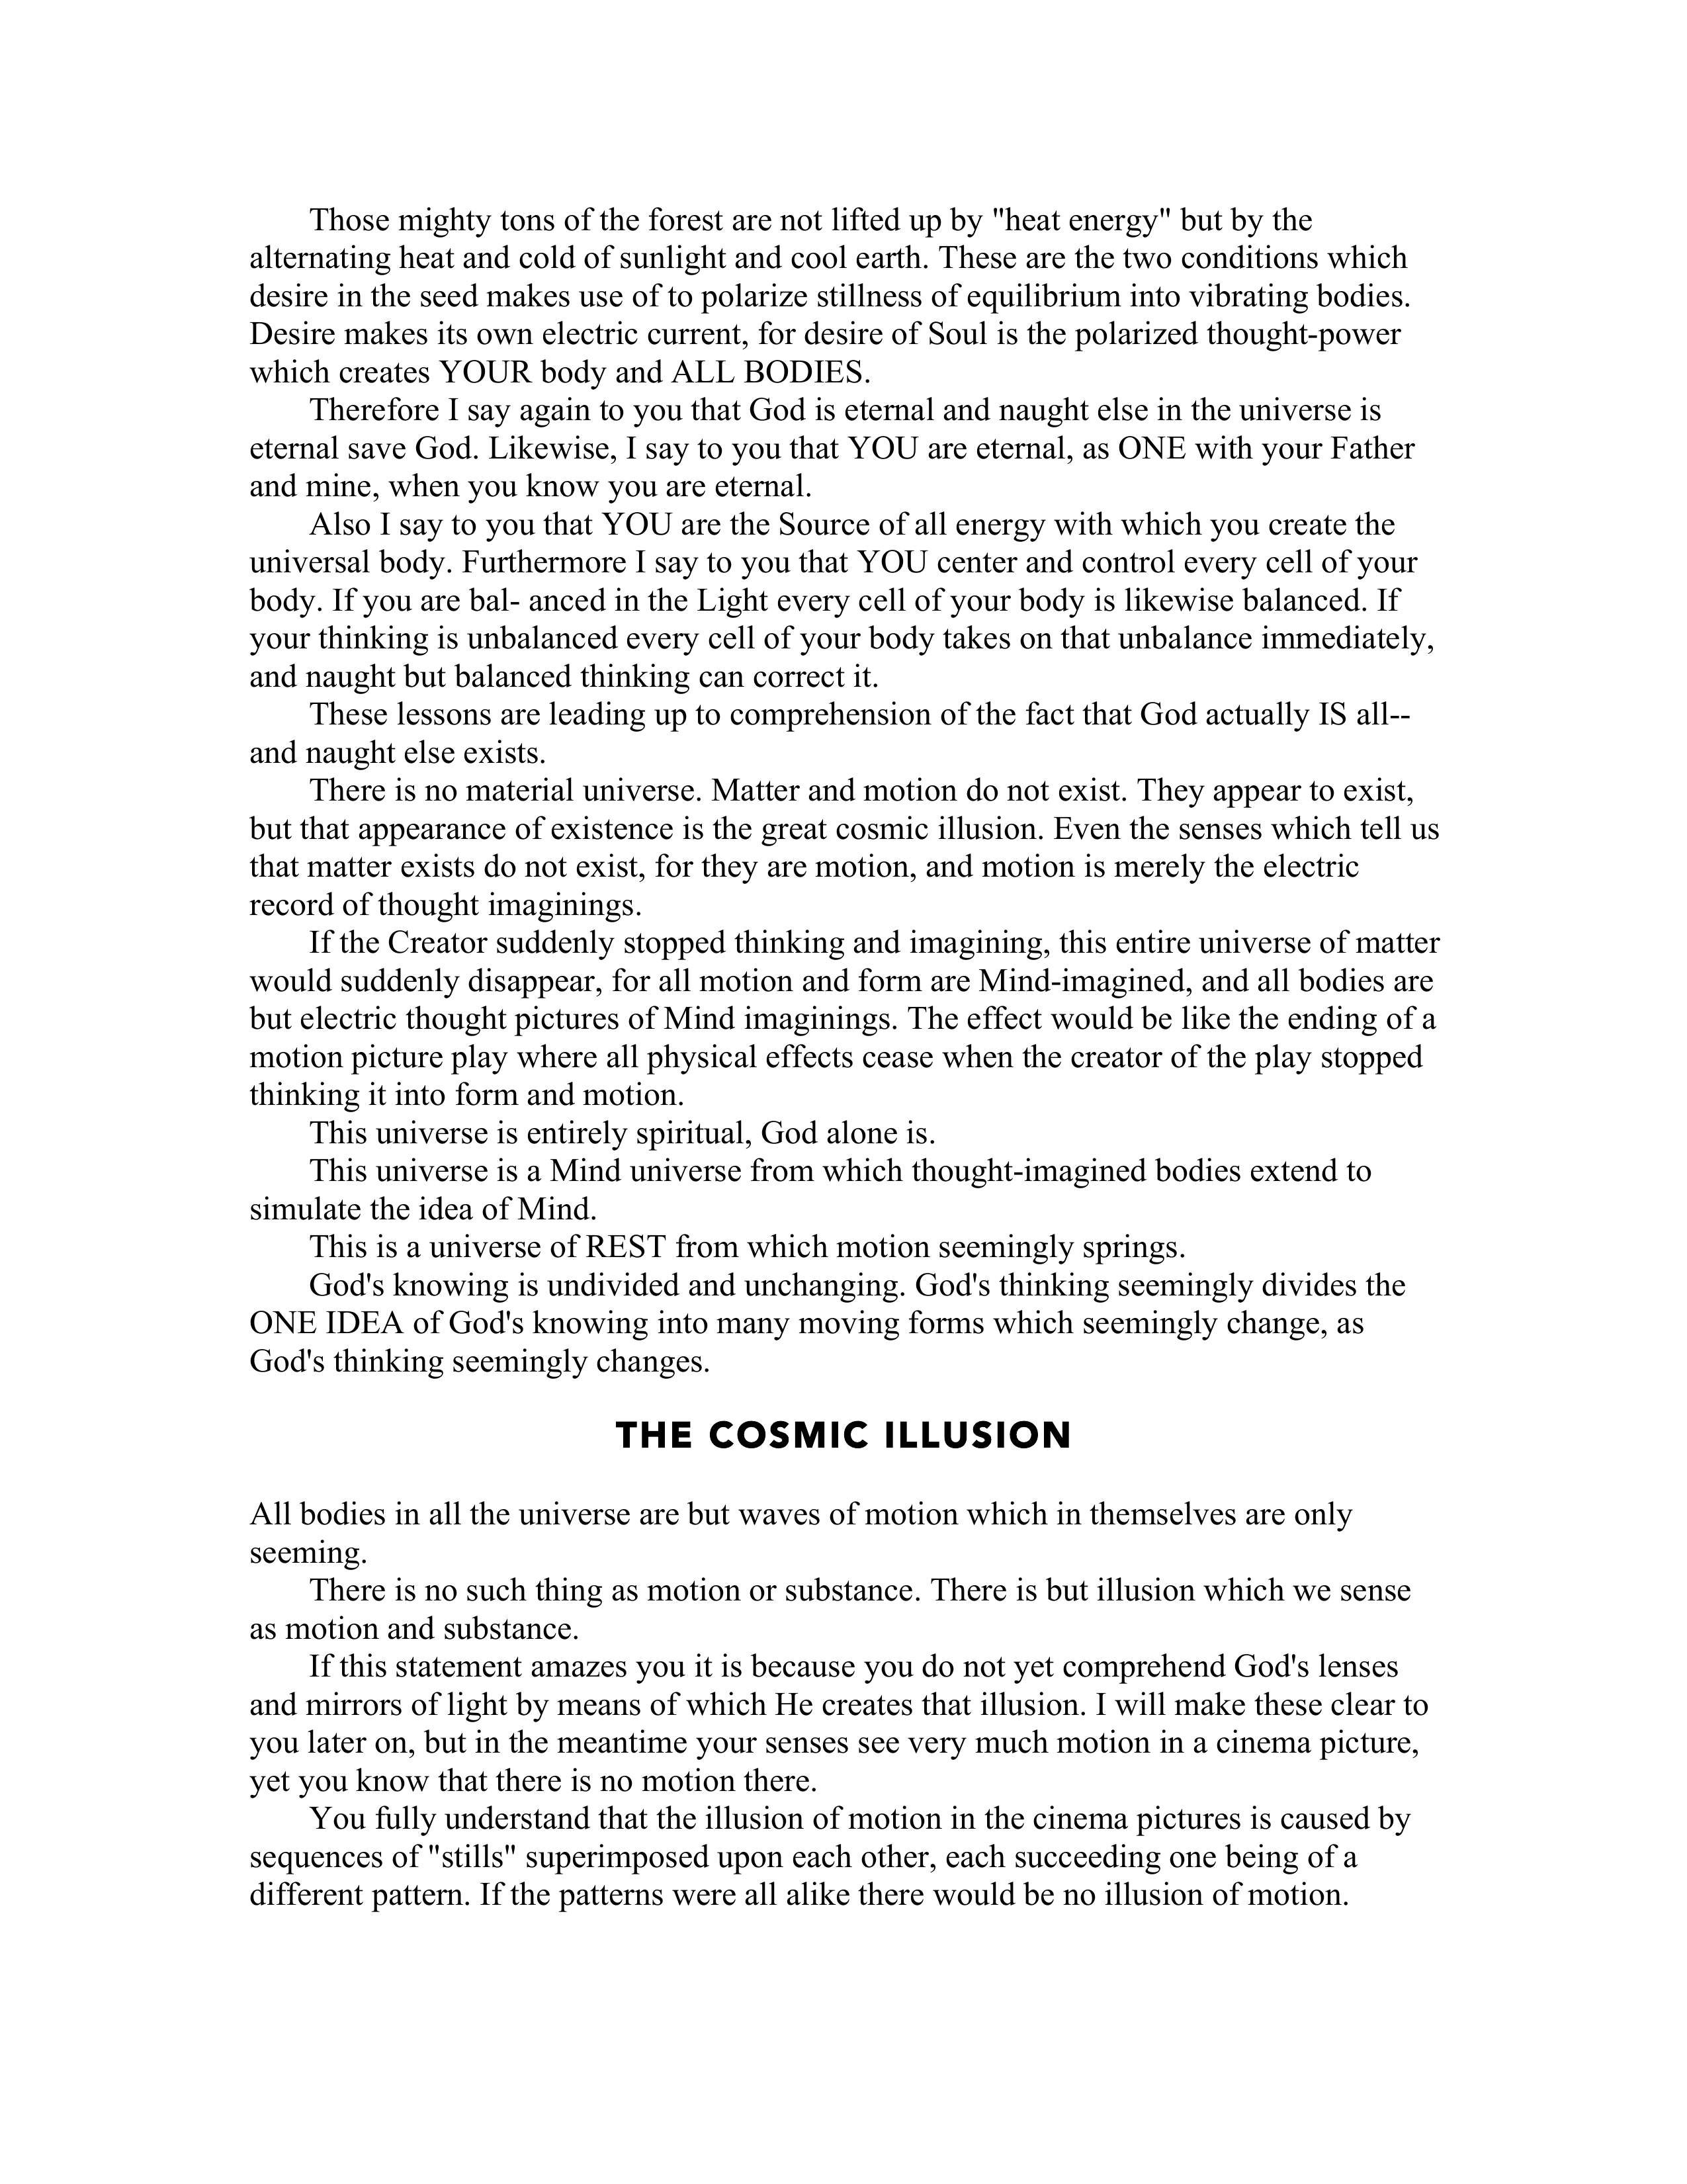 Those mighty tons of the forest are not lifted up by "heat energy" but by the
alternating heat and cold of sunlight and cool earth. These are the two conditions which
desire in the seed makes use of to polarize stillness of equilibrium into vibrating bodies.
Desire makes its own electric current, for desire of Soul is the polarized thought-power
which creates YOUR body and ALL BODIES.
Therefore I say again to you that God is eternal and naught else in the universe is
eternal save God. Likewise, I say to you that YOU are eternal, as ONE with your Father
and mine, when you know you are eternal.
Also I say to you that YOU are the Source of all energy with which you create the
universal body. Furthermore I say to you that YOU center and control every cell of your
body. If you are bal- anced in the Light every cell of your body is likewise balanced. If
your thinking is unbalanced every cell of your body takes on that unbalance immediately,
and naught but balanced thinking can correct it.
These lessons are leading up to comprehension of the fact that God actually IS all--
and naught else exists.
There is no material universe. Matter and motion do not exist. They appear to exist,
but that appearance of existence is the great cosmic illusion. Even the senses which tell us
that matter exists do not exist, for they are motion, and motion is merely the electric
record of thought imaginings.
If the Creator suddenly stopped thinking and imagining, this entire universe of matter
would suddenly disappear, for all motion and form are Mind-imagined, and all bodies are
but electric thought pictures of Mind imaginings. The effect would be like the ending of a
motion picture play where all physical effects cease when the creator of the play stopped
thinking it into form and motion.
This universe is entirely spiritual, God alone is.
This universe is a Mind universe from which thought-imagined bodies extend to
simulate the idea of Mind.
This is a universe of REST from which motion seemingly springs.
God's knowing is undivided and unchanging. God's thinking seemingly divides the
ONE IDEA of God's knowing into many moving forms which seemingly change, as
God's thinking seemingly changes.
THE COSMIC ILLUSION
All bodies in all the universe are but waves of motion which in themselves are only
seeming.
There is no such thing as motion or substance. There is but illusion which we sense
as motion and substance.
If this statement amazes you it is because you do not yet comprehend God's lenses
and mirrors of light by means of which He creates that illusion. I will make these clear to
you later on, but in the meantime your senses see very much motion in a cinema picture,
yet you know that there is no motion there.
You fully understand that the illusion of motion in the cinema pictures is caused by
sequences of "stills" superimposed upon each other, each succeeding one being of a
different pattern. If the patterns were all alike there would be no illusion of motion.